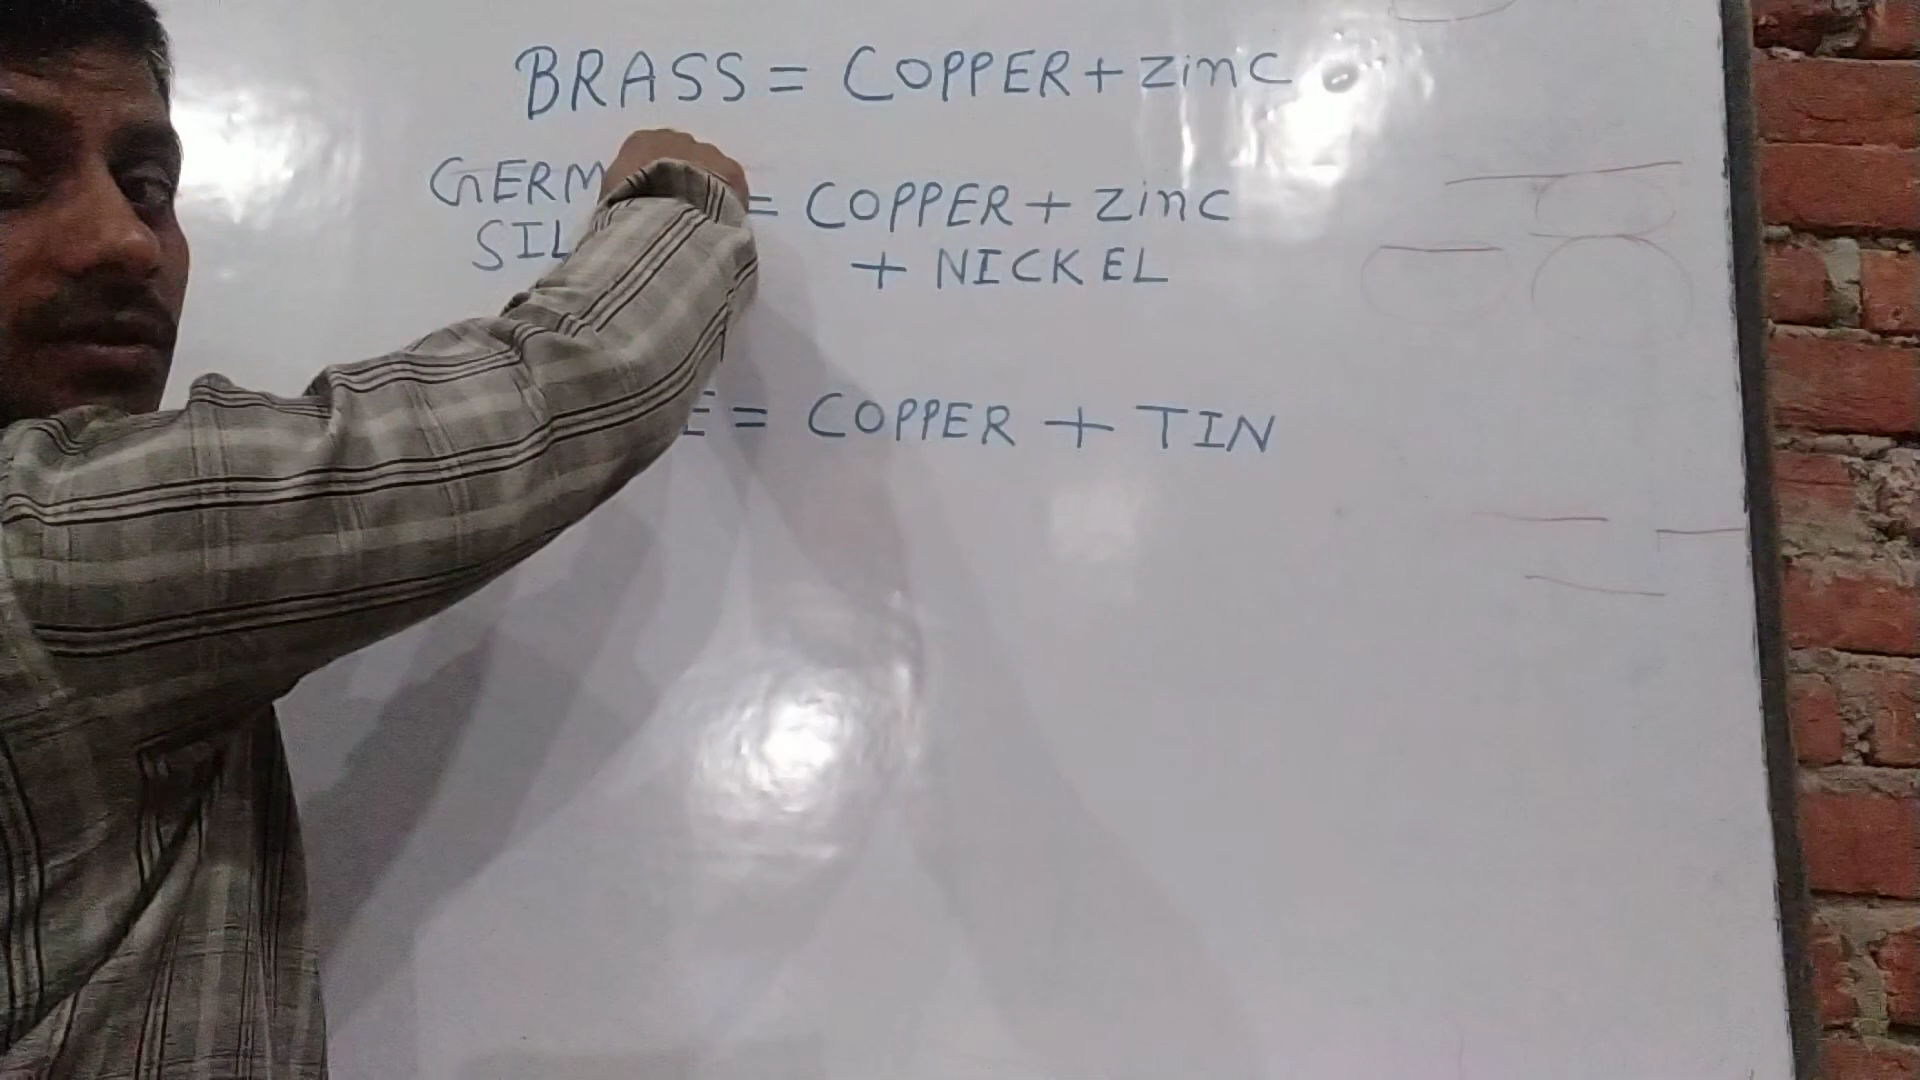 BRASS = COPPER + zinc
GERM = COPPER + zinc
SIL + NICKEL
E = COPPER + TIN